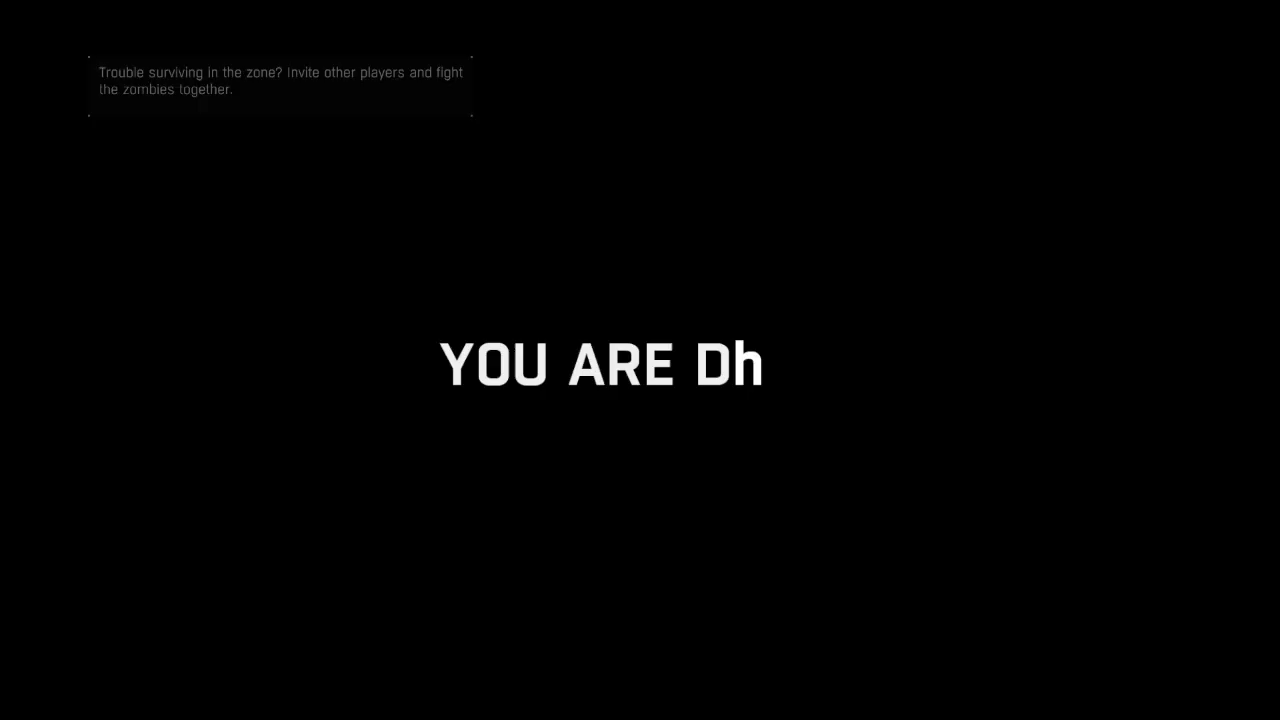 Trouble surviving in the zone? Invite other players and fight
the zombies together.
YOU ARE Dh